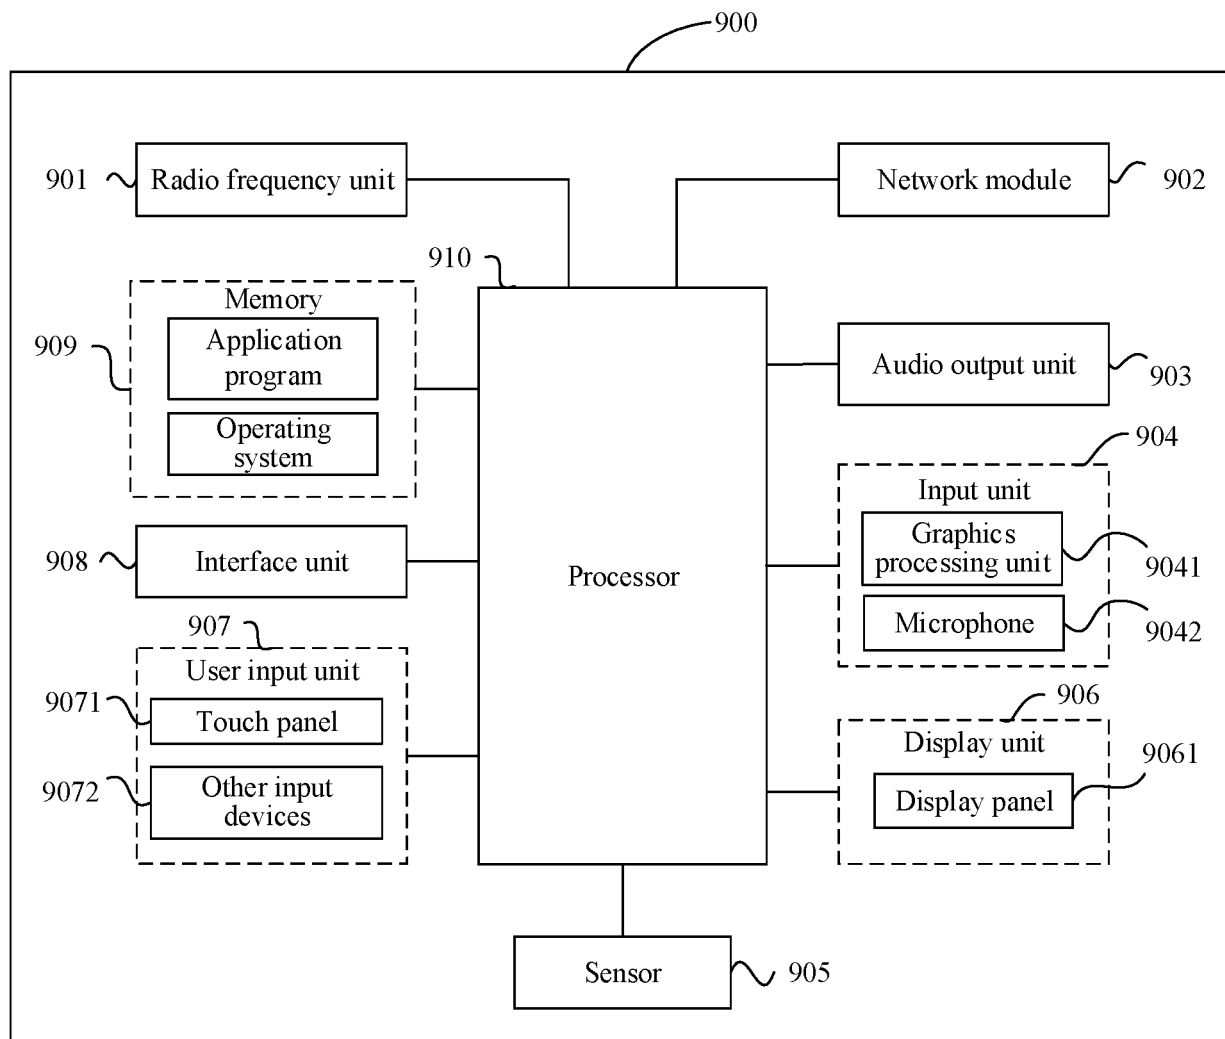 900
901
Radio frequency unit
Network module
902
910
Memory
909
Application
program
Operating
system
Audio output unit
903
904
Input unit
Graphics
processing unit
9041
Microphone
9042
908
Interface unit
Processor
907
User input unit
9071
Touch panel
9072
Other input
devices
906
Display unit
9061
Display panel
Sensor
905